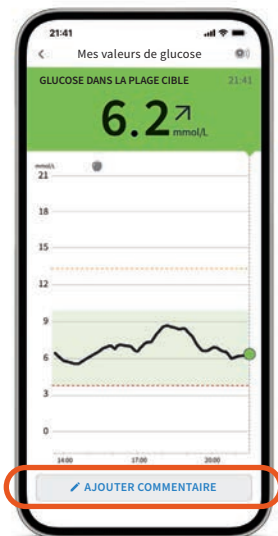 21:41
Mes valeurs de glucose
GLUCOSE DANS LA PLAGE CIBLE 21:41
6.2 mmol/L
mmol/L
21
18
15
12
9
6
3
0
14:00 17:00 20:00
AJOUTER COMMENTAIRE